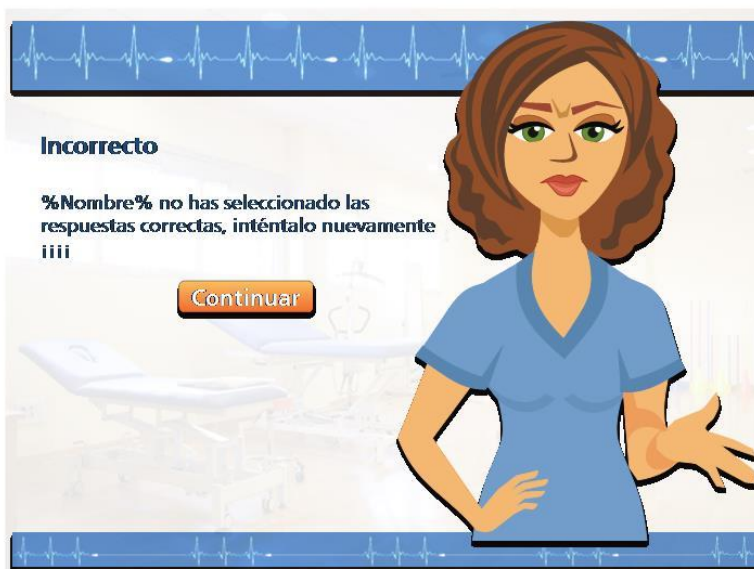 Incorrecto
%Nombre% no has seleccionado las
respuestas correctas, inténtalo nuevamente
¡¡¡¡
Continuar